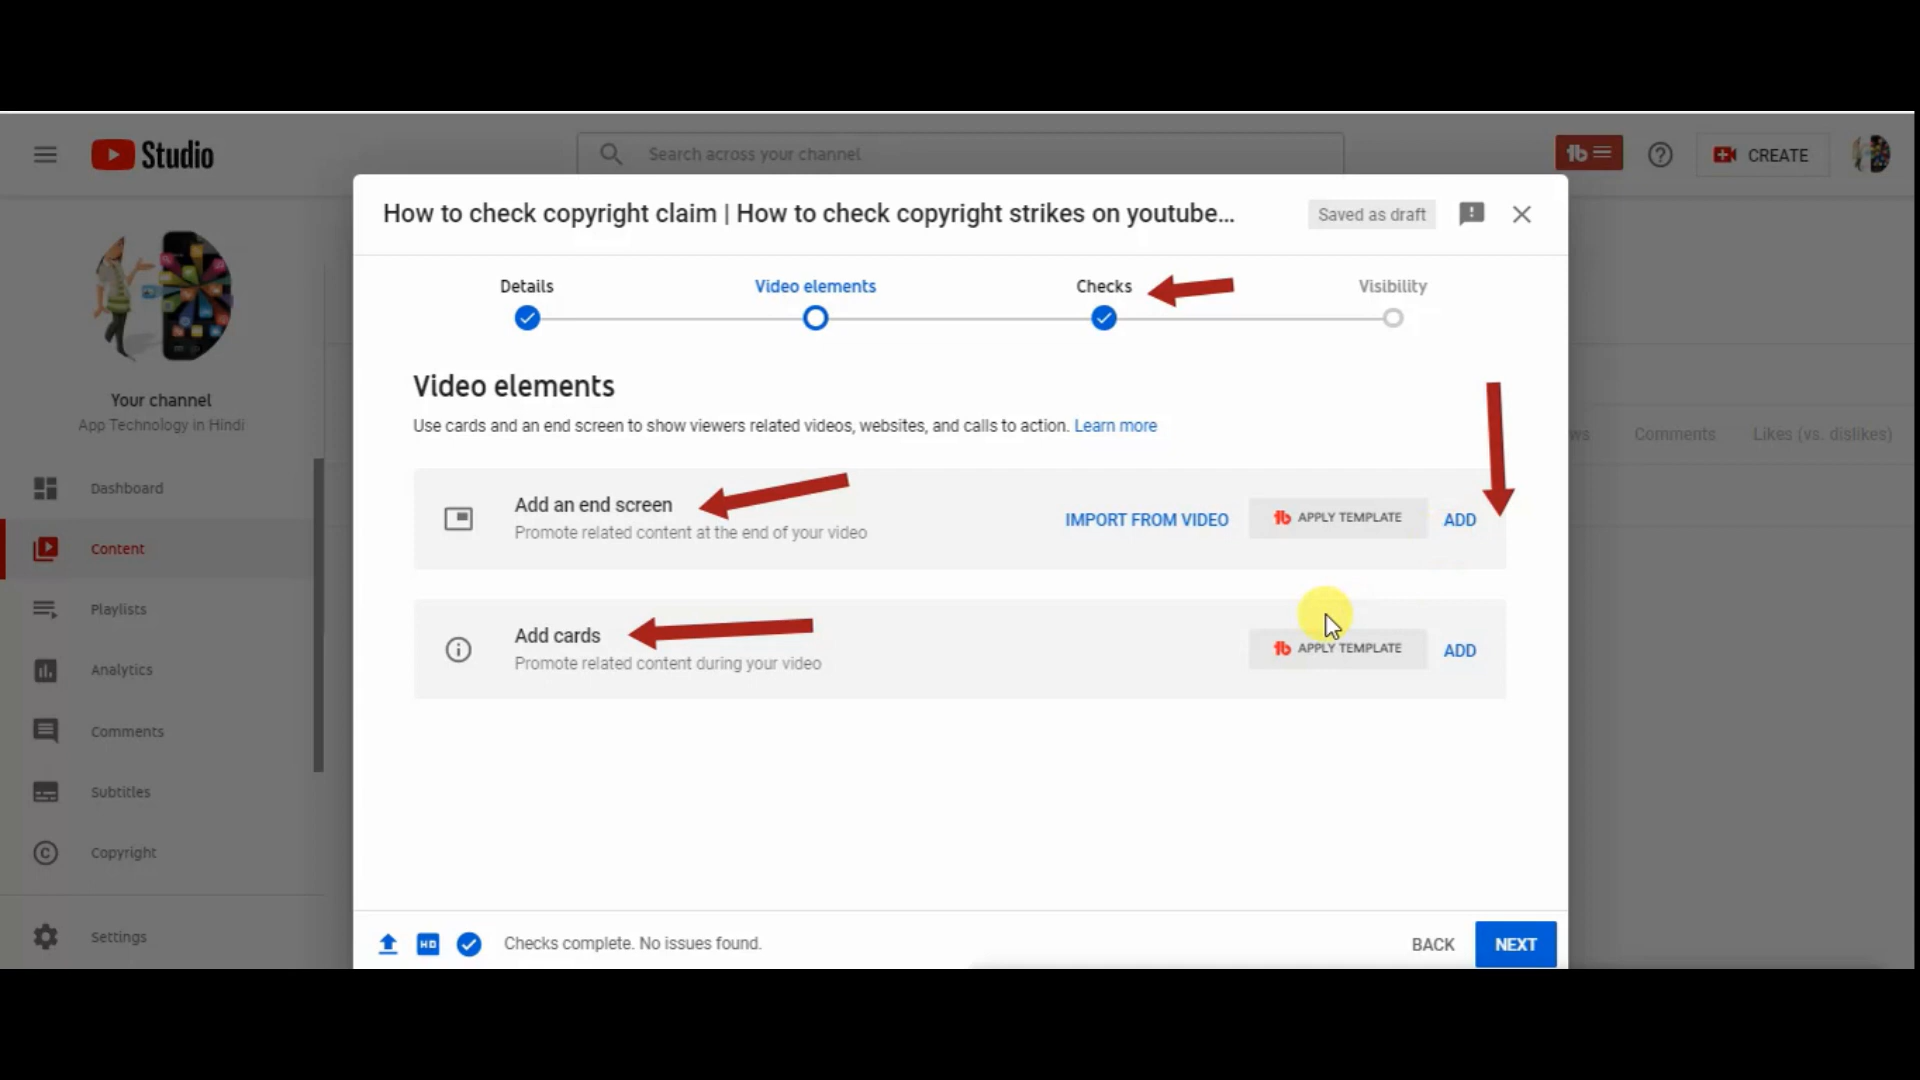 Studio
Search across your channel
CREATE
How to check copyright claim | How to check copyright strikes on youtube...
Saved as draft
Details
Video elements
Checks
Visibility
Your channel
App Technology in Hindi
Dashboard
Content
Playlists
Analytics
Comments
Subtitles
Copyright
Settings
Video elements
Use cards and an end screen to show viewers related videos, websites, and calls to action. Learn more
Comments
Likes (vs. dislikes)
Add an end screen
Promote related content at the end of your video
IMPORT FROM VIDEO
APPLY TEMPLATE
ADD
Add cards
Promote related content during your video
APPLY TEMPLATE
ADD
HD
Checks complete. No issues found.
BACK
NEXT